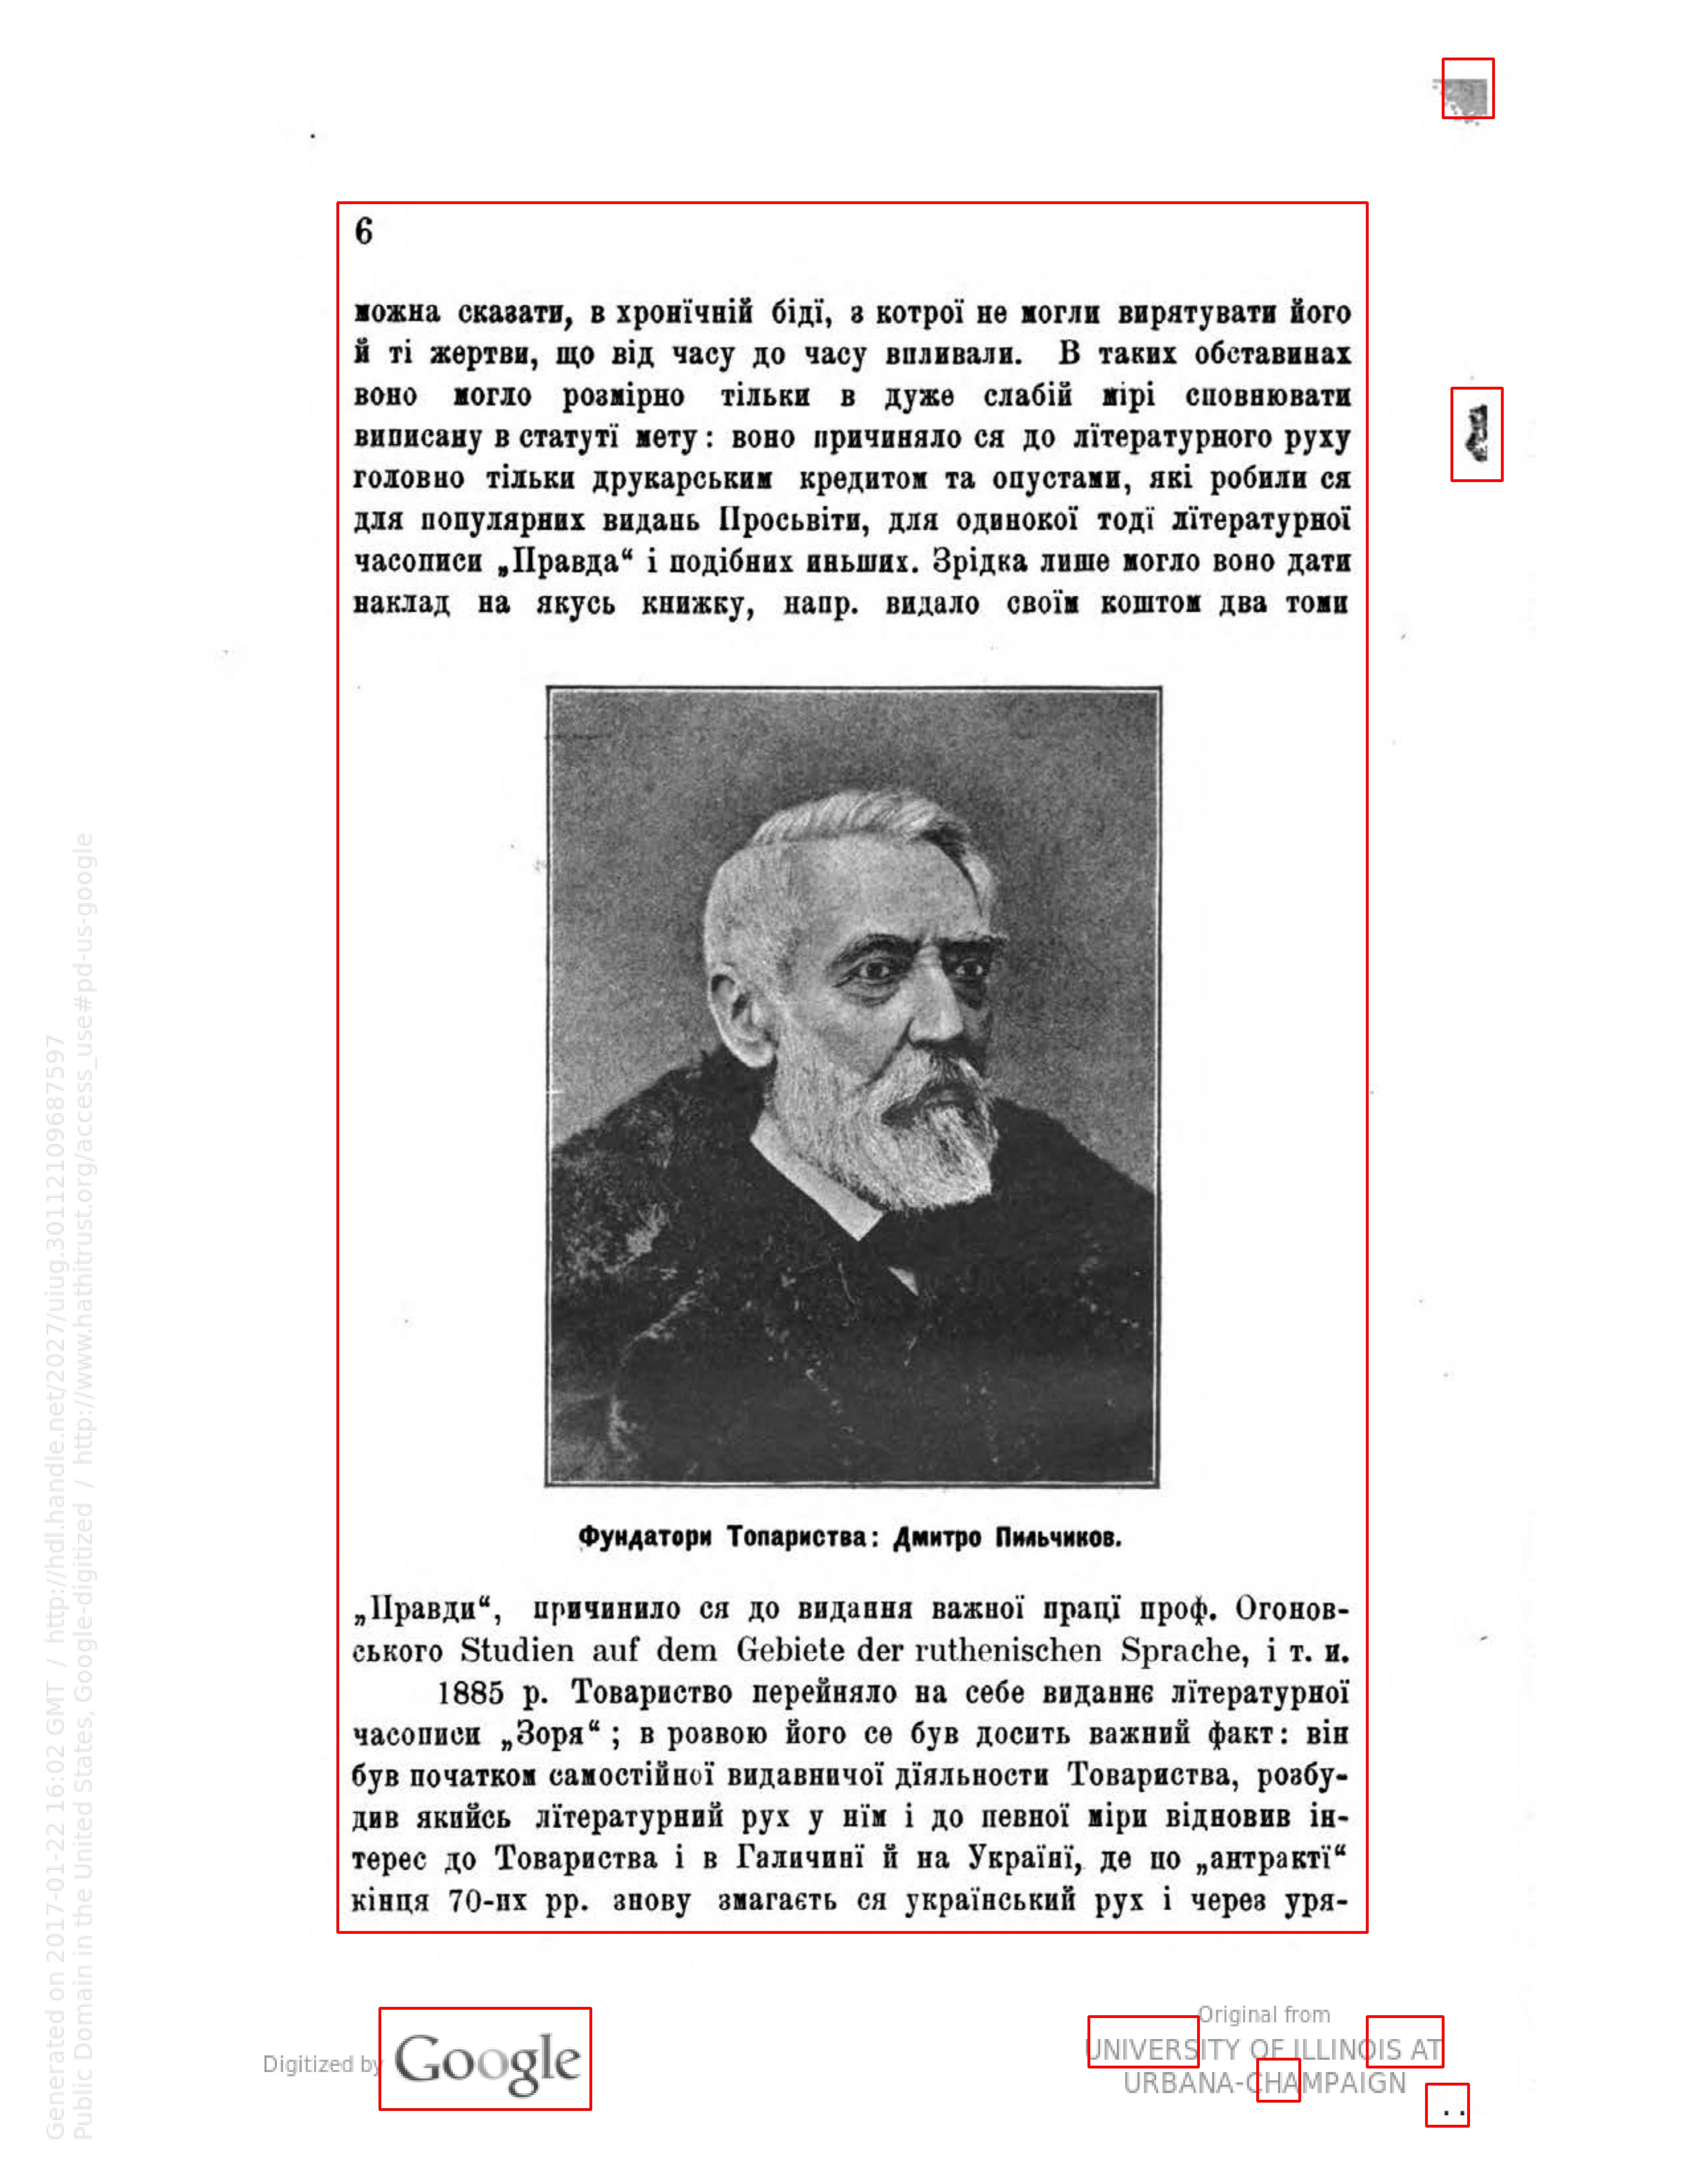 6
можна сказати, в хронїчній бідї, з котрої не могли вирятувати його
й ті жертви, що від часу до часу впливали. В таких обставинах
воно могло розмірно тільки в дуже слабій мірі сповнювати
виписану в статутї мету: воно причиняло ся до лїтературного руху
головно тільки друкарським кредитом та опустами, які робили ся
для популярних видань Просьвіти, для одинокої тодї лїтературної
часописи „Правда“ і подібних иньших. Зрідка лише могло воно дати
наклад на якусь книжку, напр. видало своїм коштом два томи
Фундатори Топариства: Дмитро Пильчиков.
„Правди“, причинило ся до видання важної працї проф. Огонов-
ського Studien auf dem Gebiete der ruthenischen Sprache, і т. и.
1885 р. Товариство перейняло на себе виданнє лїтературної
часописи „Зоря“ ; в розвою його се був досить важний факт: він
був початком самостійної видавничої дїяльности Товариства, розбу-
див якийсь лїтературний рух у нїм і до певної міри відновив ін-
терес до Товариства і в Галичинї й на Українї, де по „антрактї“
кінця 70-их рр. знову змагаєть ся український рух і через уря-
Digitized by Google
Original from
UNIVERSITY OF ILLINOIS AT
URBANA-CHAMPAIGN
Generated on 2017-01-22 16:02 GMT / http://hdl.handle.net/2027/uiug.30112109687597
Public Domain in the United States, Google-digitized / http://www.hathitrust.org/access_use#pd-us-google